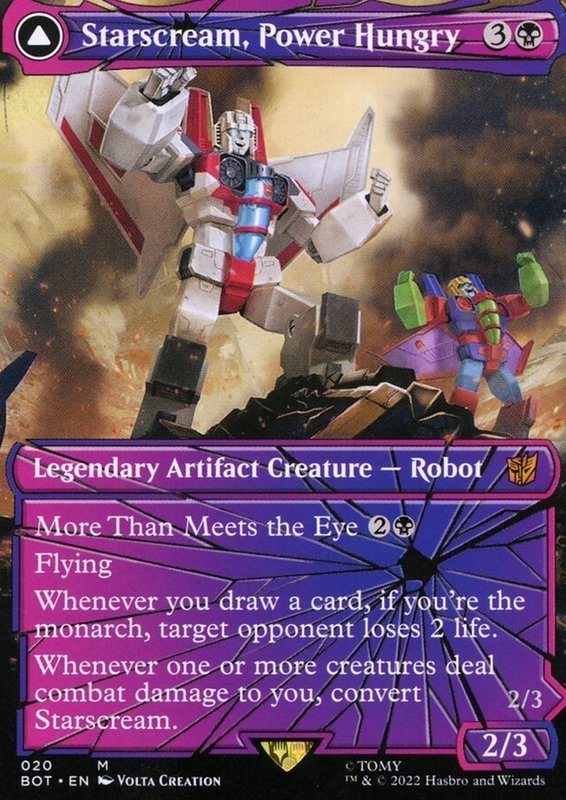 Starscream, Power Hungry 3
Legendary Artifact Creature — Robot
More Than Meets the Eye 2
Flying
Whenever you draw a card, if you're the
monarch, target opponent loses 2 life.
Whenever one or more creatures deal
combat damage to you, convert
Starscream.
2/3
2/3
020 M
BOT • EN Volta Creation
© TOMY
™ & © 2022 Hasbro and Wizards